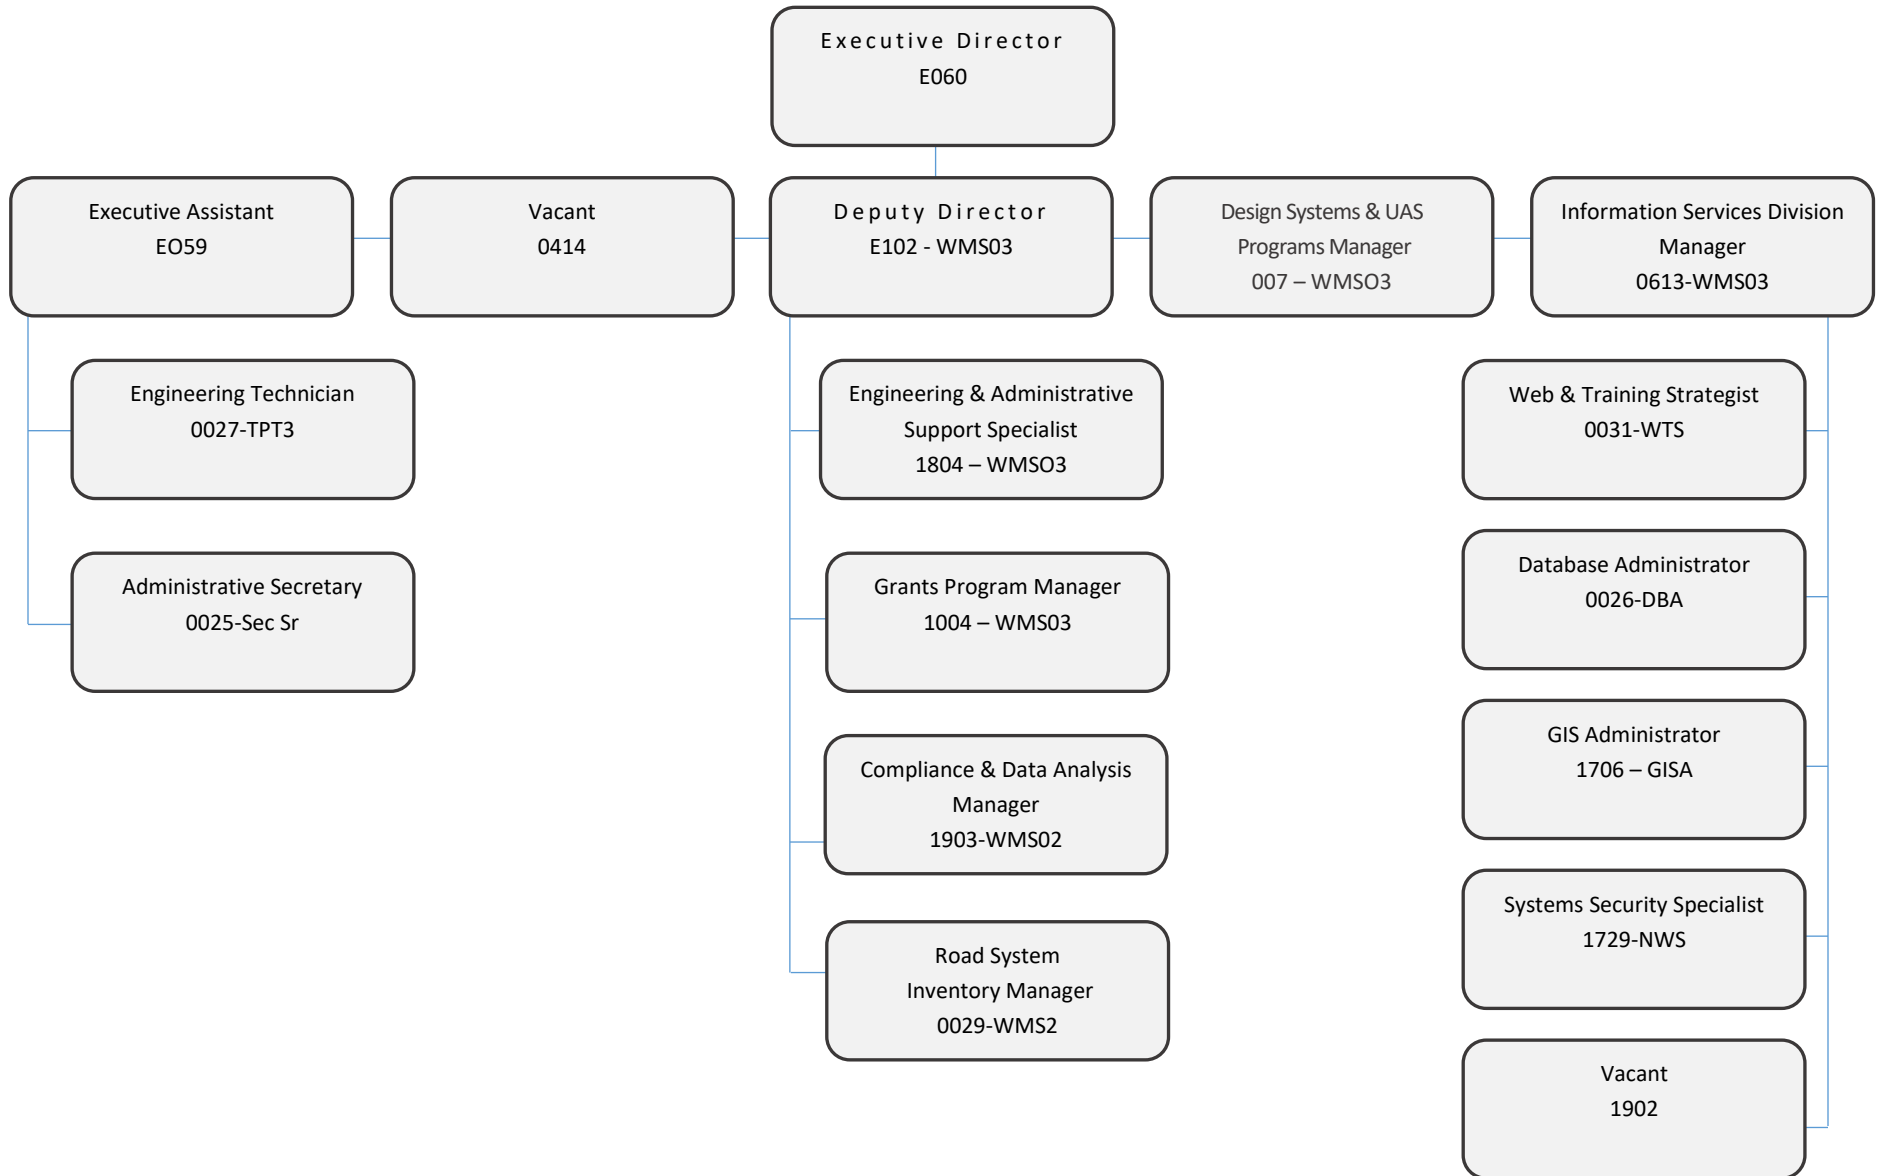 Executive Director
E060
Executive Assistant
EO59
Vacant
0414
Deputy Director
E102 - WMS03
Design Systems & UAS
Programs Manager
007 – WMSO3
Information Services Division
Manager
0613-WMS03
Engineering Technician
0027-TPT3
Administrative Secretary
0025-Sec Sr
Engineering & Administrative
Support Specialist
1804 – WMSO3
Grants Program Manager
1004 – WMS03
Compliance & Data Analysis
Manager
1903-WMS02
Road System
Inventory Manager
0029-WMS2
Web & Training Strategist
0031-WTS
Database Administrator
0026-DBA
GIS Administrator
1706 – GISA
Systems Security Specialist
1729-NWS
Vacant
1902